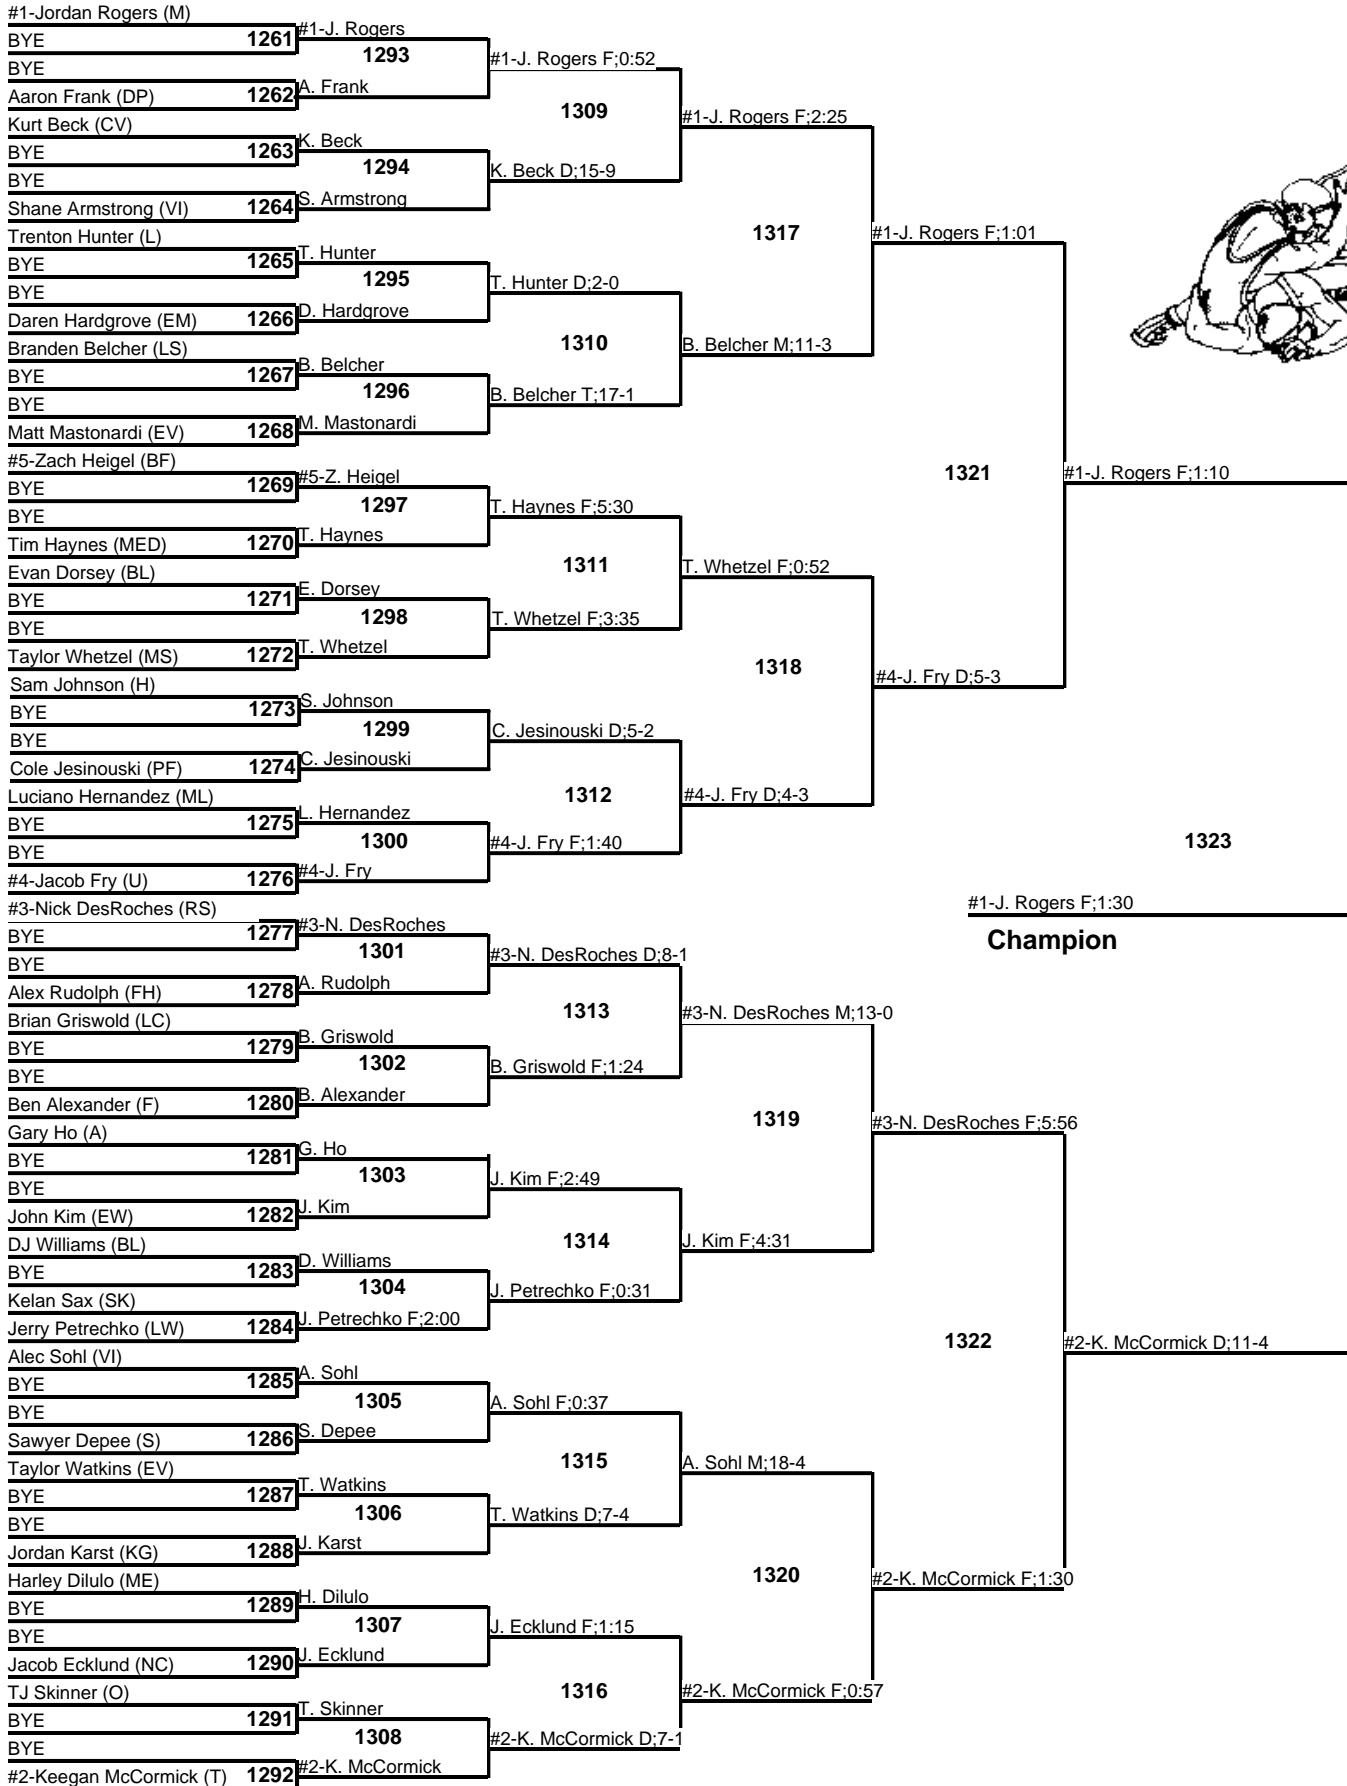 #1-Jordan Rogers (M)
BYE
1261
BYE
Aaron Frank (DP)
1262
Kurt Beck (CV)
BYE
1263
BYE
Shane Armstrong (VI)
1264
Trenton Hunter (L)
BYE
1265
BYE
Daren Hardgrove (EM)
1266
Branden Belcher (LS)
BYE
1267
BYE
Matt Mastonardi (EV)
1268
#5-Zach Heigel (BF)
BYE
1269
BYE
Tim Haynes (MED)
1270
Evan Dorsey (BL)
BYE
1271
BYE
Taylor Whetzel (MS)
1272
Sam Johnson (H)
BYE
1273
BYE
Cole Jesinouski (PF)
1274
Luciano Hernandez (ML)
BYE
1275
BYE
#4-Jacob Fry (U)
1276
#3-Nick DesRoches (RS)
BYE
1277
BYE
Alex Rudolph (FH)
1278
Brian Griswold (LC)
BYE
1279
BYE
Ben Alexander (F)
1280
Gary Ho (A)
BYE
1281
BYE
John Kim (EW)
1282
DJ Williams (BL)
BYE
1283
Kelan Sax (SK)
Jerry Petrechko (LW)
1284
Alec Sohl (VI)
BYE
1285
BYE
Sawyer Depee (S)
1286
Taylor Watkins (EV)
BYE
1287
BYE
Jordan Karst (KG)
1288
Harley Dilulo (ME)
BYE
1289
BYE
Jacob Ecklund (NC)
1290
TJ Skinner (O)
BYE
1291
BYE
#2-Keegan McCormick (T)
1292
#1-J. Rogers
1293
A. Frank
K. Beck
1294
S. Armstrong
T. Hunter
1295
D. Hardgrove
B. Belcher
1296
M. Mastonardi
#5-Z. Heigel
1297
T. Haynes
E. Dorsey
1298
T. Whetzel
S. Johnson
1299
C. Jesinouski
L. Hernandez
1300
#4-J. Fry
#3-N. DesRoches
1301
A. Rudolph
B. Griswold
1302
B. Alexander
G. Ho
1303
J. Kim
D. Williams
1304
J. Petrechko F;2:00
A. Sohl
1305
S. Depee
T. Watkins
1306
J. Karst
H. Dilulo
1307
J. Ecklund
T. Skinner
1308
#2-K. McCormick
#1-J. Rogers F;0:52
1309
K. Beck D;15-9
T. Hunter D;2-0
1310
B. Belcher T;17-1
T. Haynes F;5:30
1311
T. Whetzel F;3:35
C. Jesinouski D;5-2
1312
#4-J. Fry F;1:40
#3-N. DesRoches D;8-1
1313
B. Griswold F;1:24
J. Kim F;2:49
1314
J. Petrechko F;0:31
A. Sohl F;0:37
1315
T. Watkins D;7-4
J. Ecklund F;1:15
1316
#2-K. McCormick D;7-1
#1-J. Rogers F;2:25
1317
B. Belcher M;11-3
T. Whetzel F;0:52
1318
#4-J. Fry D;4-3
#3-N. DesRoches M;13-0
1319
J. Kim F;4:31
A. Sohl M;18-4
1320
#2-K. McCormick F;0:57
#1-J. Rogers F;1:01
1321
#4-J. Fry D;5-3
#3-N. DesRoches F;5:56
1322
#2-K. McCormick F;1:30
#1-J. Rogers F;1:10
1323
#2-K. McCormick D;11-4
#1-J. Rogers F;1:30
Champion